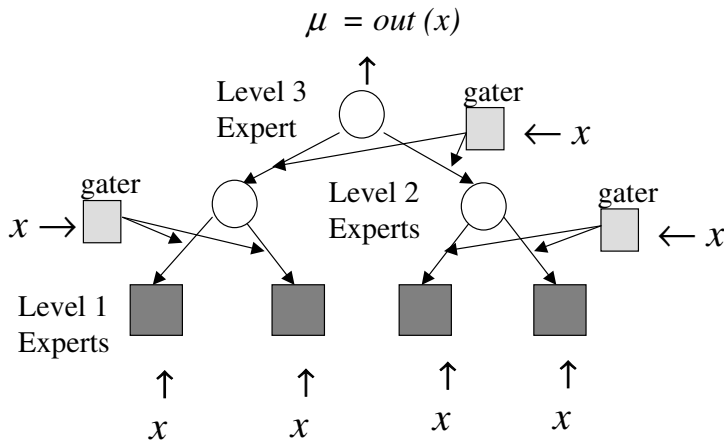 μ = out (x)
Level 3
Expert
gater
← x
gater
x →
Level 2
Experts
gater
← x
Level 1
Experts
x
x
x
x